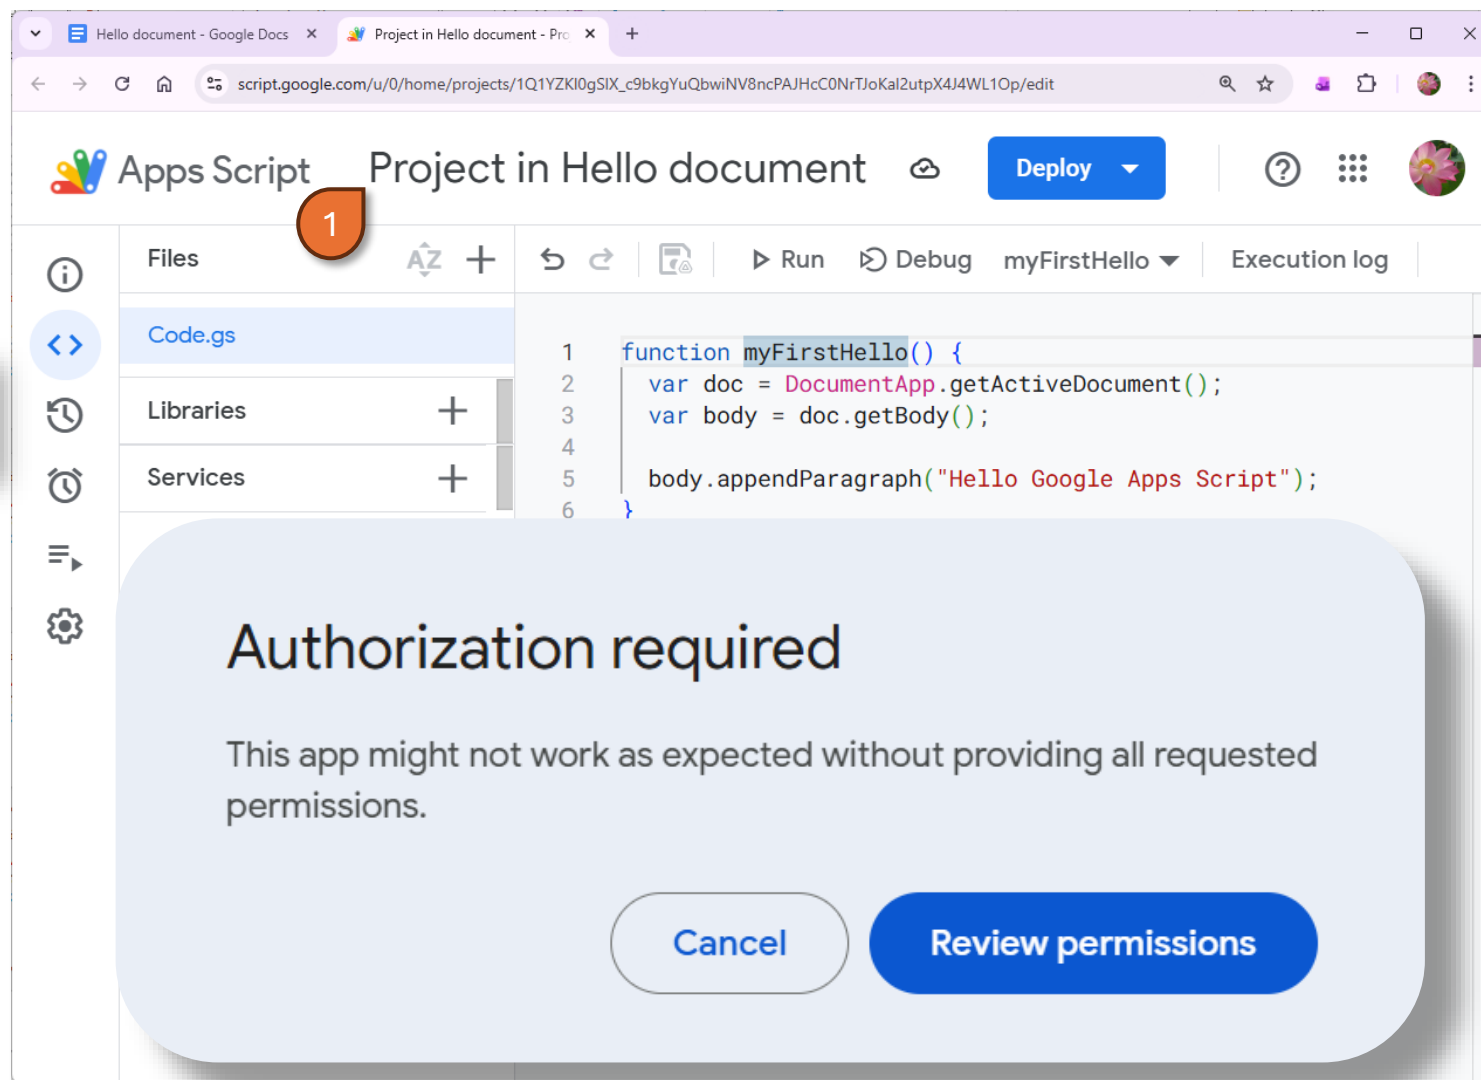 Hello document - Google Docs
Project in Hello document - Pro
script.google.com/u/0/home/projects/1Q1YZKl0gSlX_c9bkgYuQbwiNV8ncPAJHcC0NrTJoKal2utpX4J4WL1Op/edit
Apps Script
Project in Hello document
Deploy
1
Files
AZ
Run
Debug
myFirstHello
Execution log
Code.gs
Libraries
Services
1 function myFirstHello() {
2 var doc = DocumentApp.getActiveDocument();
3 var body = doc.getBody();
4
5 body.appendParagraph("Hello Google Apps Script");
6 }
Authorization required
This app might not work as expected without providing all requested
permissions.
Cancel
Review permissions